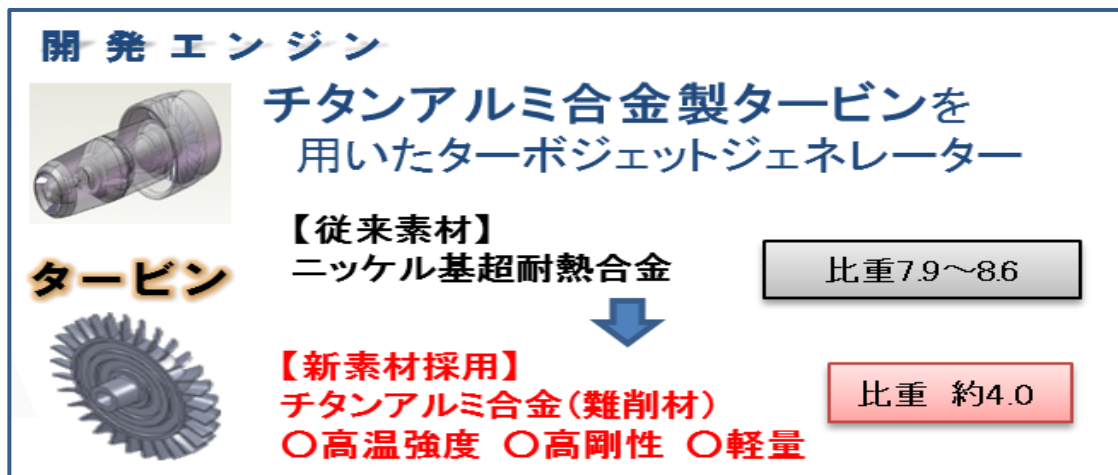 開発エンジン
チタンアルミ合金製タービンを
用いたターボジェットジェネレーター
【従来素材】
ニッケル基超耐熱合金
比重7.9～8.6
タービン
【新素材採用】
チタンアルミ合金（難削材）
比重　約4.0
〇高温強度 〇高剛性 〇軽量